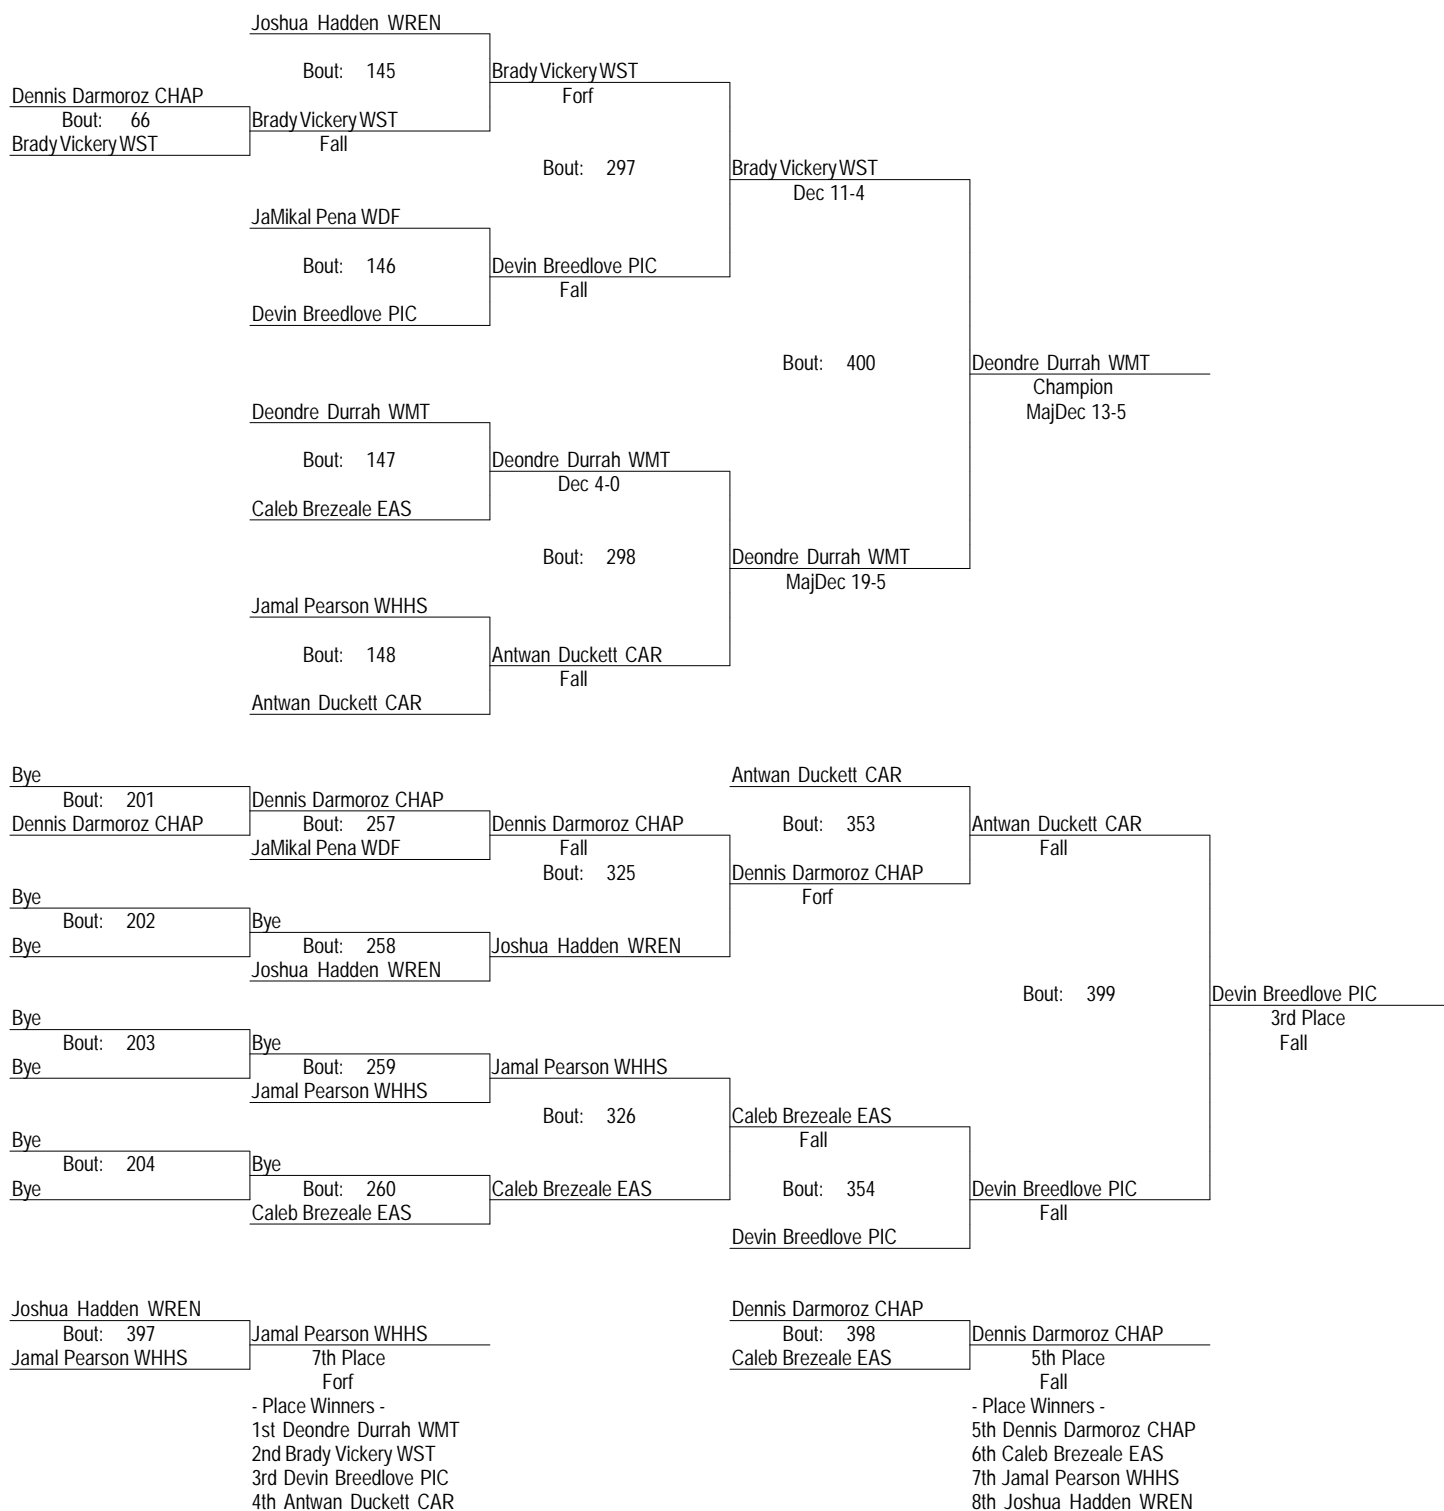 Joshua Hadden WREN
Bout: 145
Brady Vickery WST
Forf
Dennis Darmoroz CHAP
Bout: 66
Brady Vickery WST
Brady Vickery WST
Fall
Bout: 297
Brady Vickery WST
Dec 11-4
JaMikal Pena WDF
Bout: 146
Devin Breedlove PIC
Fall
Devin Breedlove PIC
Bout: 400
Deondre Durrah WMT
Champion
MajDec 13-5
Deondre Durrah WMT
Bout: 147
Deondre Durrah WMT
Dec 4-0
Caleb Brezeale EAS
Bout: 298
Deondre Durrah WMT
MajDec 19-5
Jamal Pearson WHHS
Bout: 148
Antwan Duckett CAR
Fall
Antwan Duckett CAR
Bye
Bout: 201
Dennis Darmoroz CHAP
Dennis Darmoroz CHAP
Bout: 257
JaMikal Pena WDF
Dennis Darmoroz CHAP
Fall
Bout: 325
Antwan Duckett CAR
Bout: 353
Dennis Darmoroz CHAP
Forf
Antwan Duckett CAR
Fall
Bye
Bout: 202
Bye
Bye
Bout: 258
Joshua Hadden WREN
Joshua Hadden WREN
Bout: 399
Devin Breedlove PIC
3rd Place
Fall
Bye
Bout: 203
Bye
Bye
Bout: 259
Jamal Pearson WHHS
Jamal Pearson WHHS
Bout: 326
Caleb Brezeale EAS
Fall
Bye
Bout: 204
Bye
Bye
Bout: 260
Caleb Brezeale EAS
Caleb Brezeale EAS
Bout: 354
Devin Breedlove PIC
Devin Breedlove PIC
Fall
Joshua Hadden WREN
Bout: 397
Jamal Pearson WHHS
Jamal Pearson WHHS
7th Place
Forf
- Place Winners -
1st Deondre Durrah WMT
2nd Brady Vickery WST
3rd Devin Breedlove PIC
4th Antwan Duckett CAR
Dennis Darmoroz CHAP
Bout: 398
Caleb Brezeale EAS
Dennis Darmoroz CHAP
5th Place
Fall
- Place Winners -
5th Dennis Darmoroz CHAP
6th Caleb Brezeale EAS
7th Jamal Pearson WHHS
8th Joshua Hadden WREN